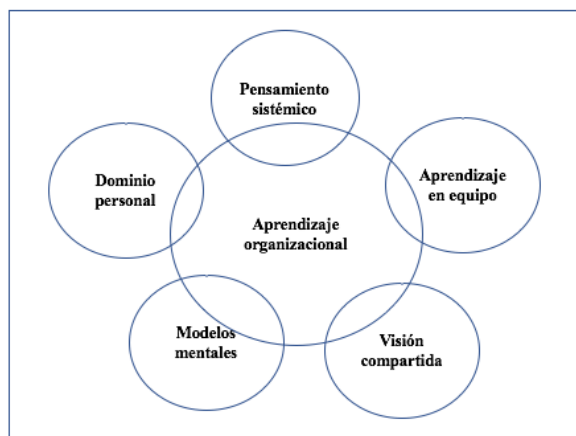 Pensamiento
sistémico
Dominio
personal
Aprendizaje
en equipo
Aprendizaje
organizacional
Modelos
mentales
Visión
compartida